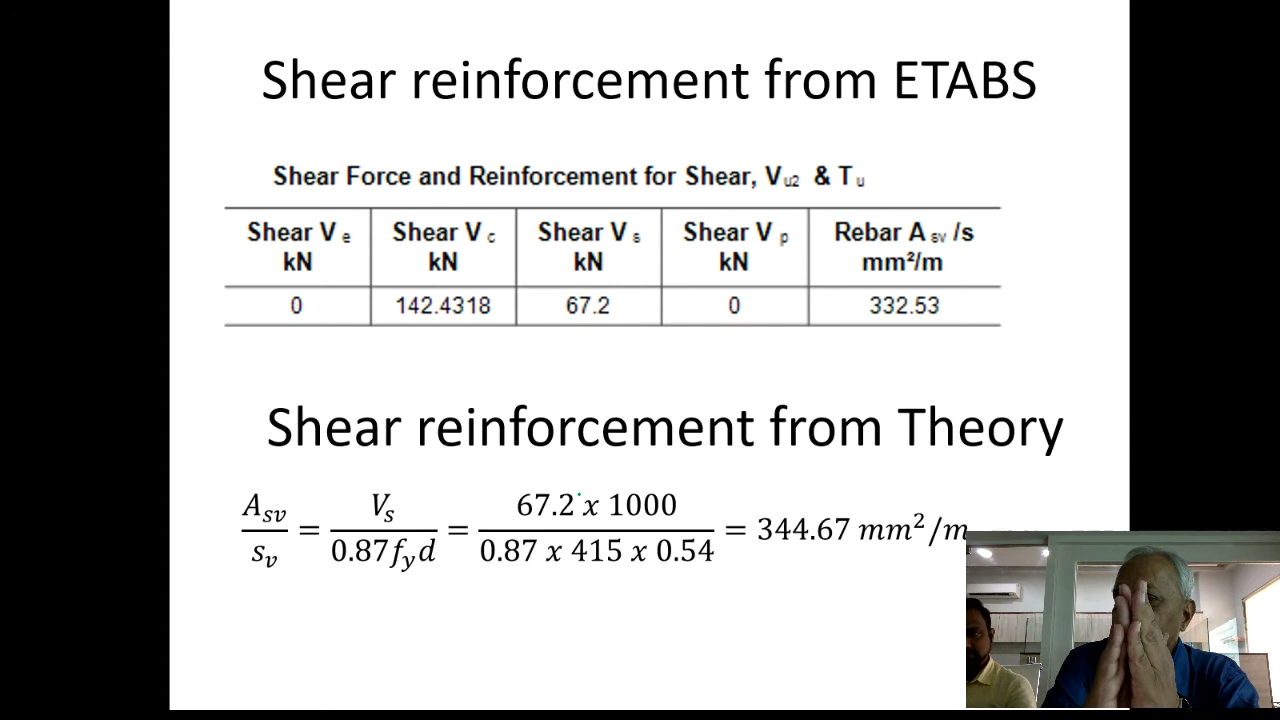 Shear reinforcement from ETABS
Shear Force and Reinforcement for Shear, V u2 & T u
Shear V e kN Shear V c kN Shear V s kN Shear V p kN Rebar A sv /s mm²/m
0 142.4318 67.2 0 332.53
Shear reinforcement from Theory
A_sv / s_v = V_s / 0.87f_y d = 67.2 x 1000 / 0.87 x 415 x 0.54 = 344.67 mm²/m